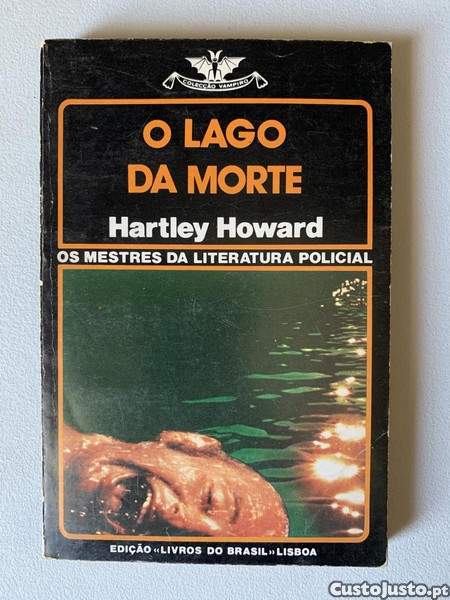 COLECÇÃO VAMPIRO
O LAGO
DA MORTE
Hartley Howard
OS MESTRES DA LITERATURA POLICIAL
EDIÇÃO «LIVROS DO BRASIL» LISBOA
CustoJusto.pt